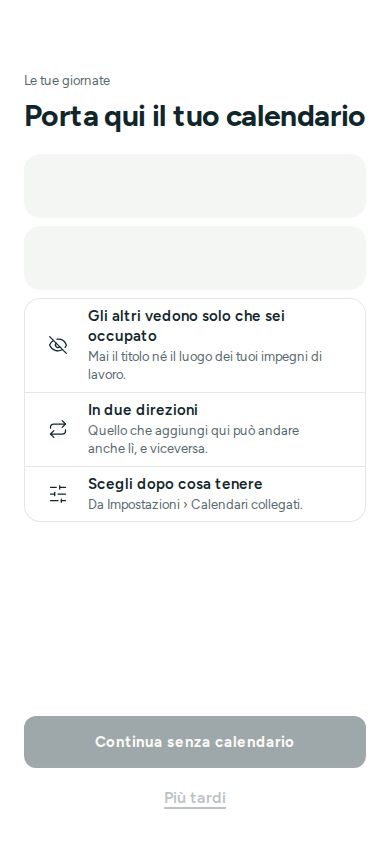 Le tue giornate
Porta qui il tuo calendario
Gli altri vedono solo che sei
occupato
Mai il titolo né il luogo dei tuoi impegni di
lavoro.
In due direzioni
Quello che aggiungi qui può andare
anche lì, e viceversa.
Scegli dopo cosa tenere
Da Impostazioni › Calendari collegati.
Continua senza calendario
Più tardi